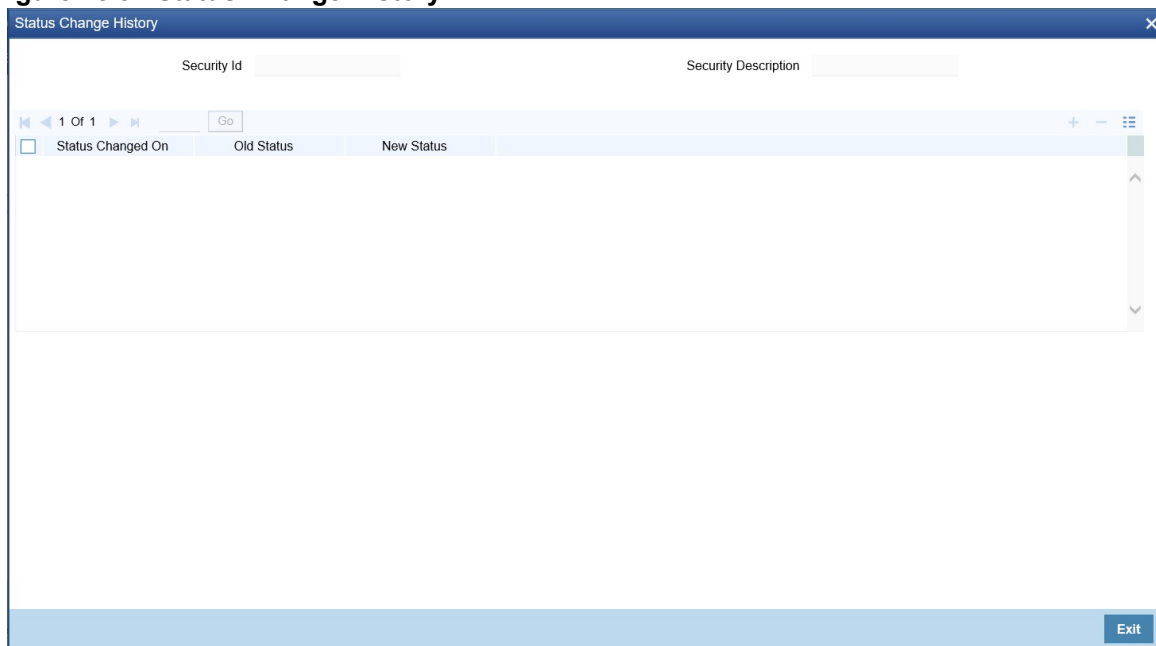 Status Change History
Security Id Security Description
1 Of 1 Go
Status Changed On Old Status New Status
Exit